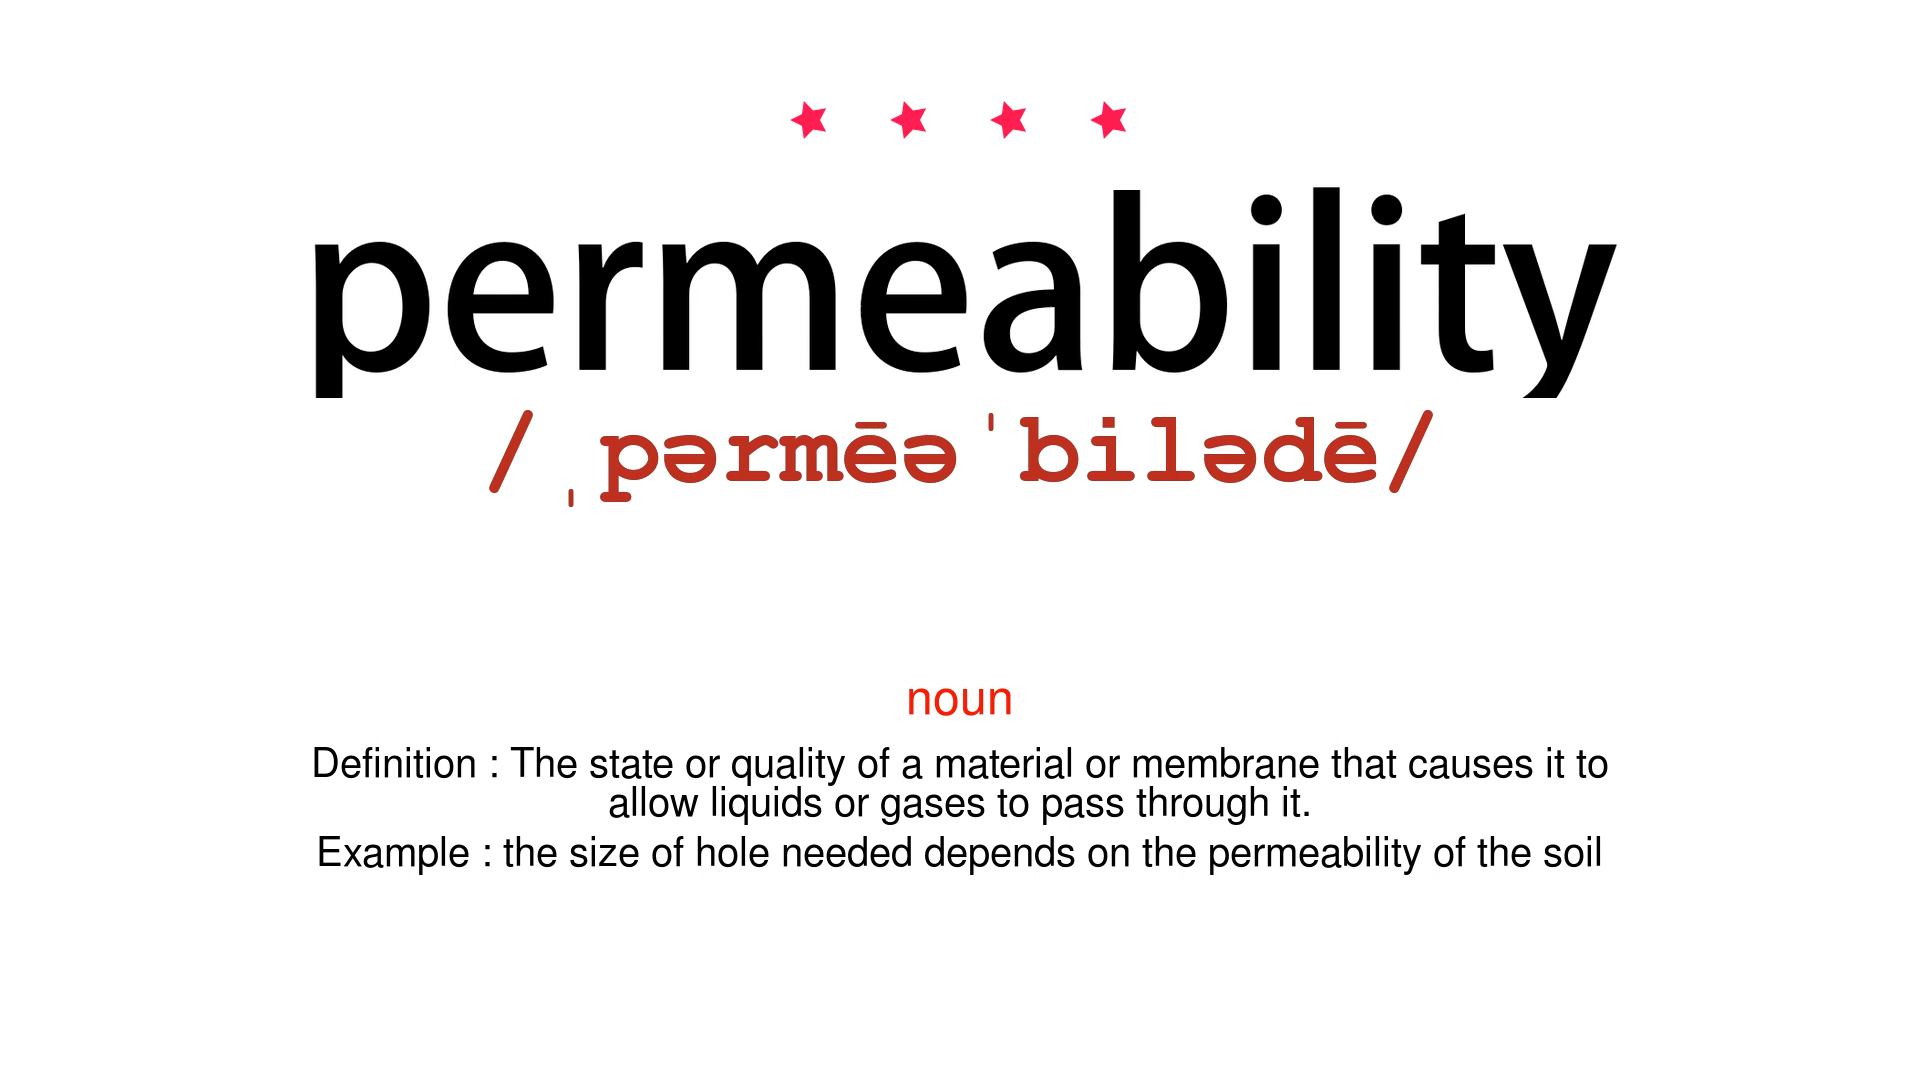 permeability
/ˌpərmēəˈbilədē/
noun
Definition : The state or quality of a material or membrane that causes it to
allow liquids or gases to pass through it.
Example : the size of hole needed depends on the permeability of the soil